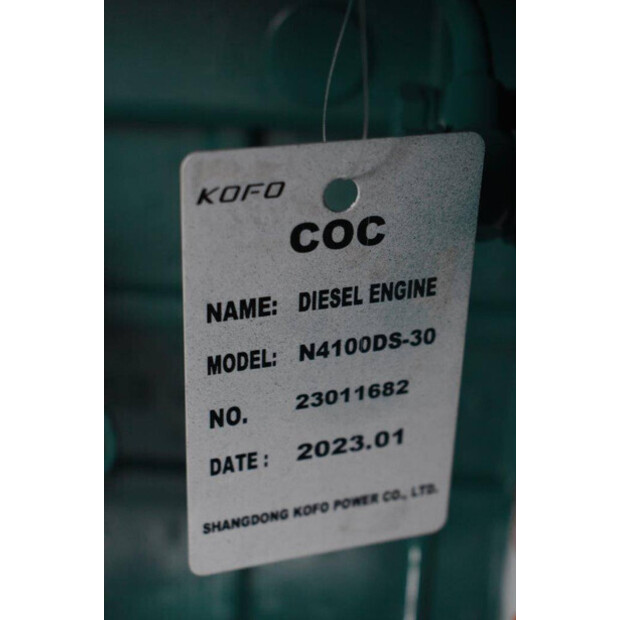 KOFO
COC
NAME: DIESEL ENGINE
MODEL: N4100DS-30
NO. 23011682
DATE: 2023.01
SHANGDONG KOFO POWER CO., LTD.